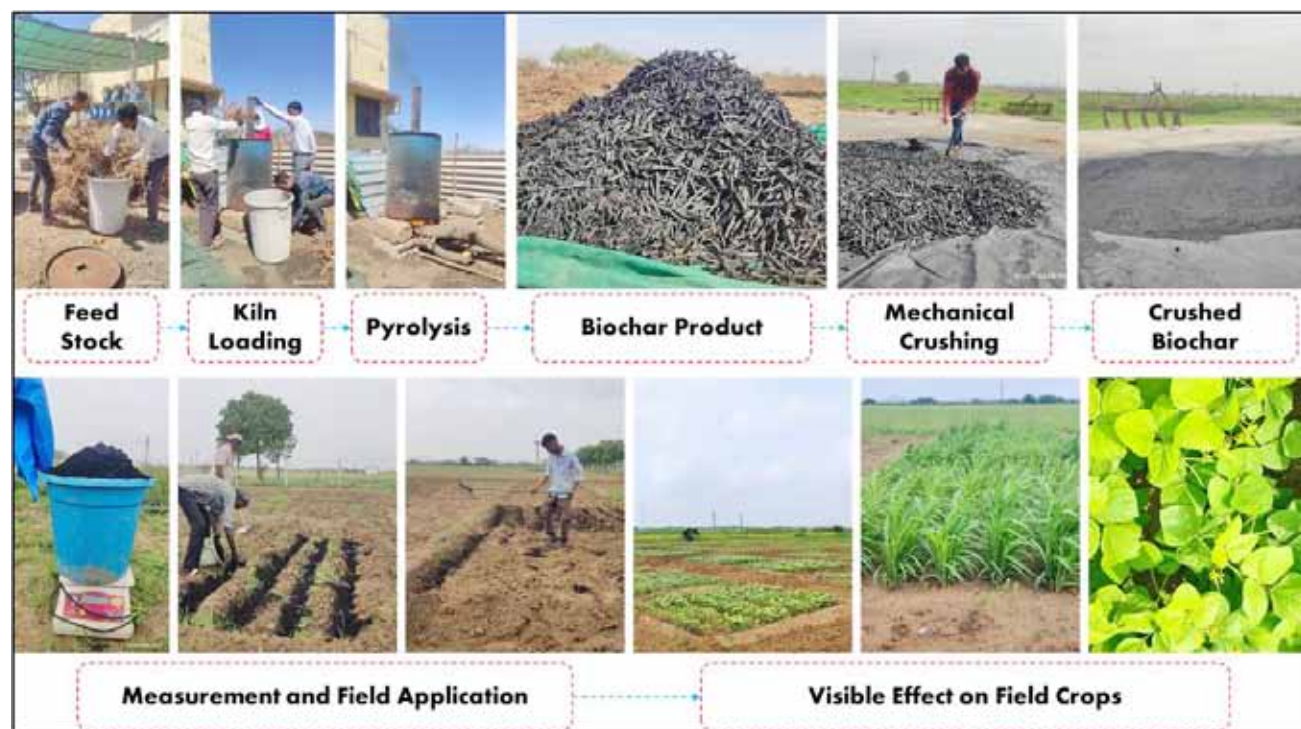 Feed
Stock
Kiln
Loading
Pyrolysis
Biochar Product
Mechanical
Crushing
Crushed
Biochar
Measurement and Field Application
Visible Effect on Field Crops